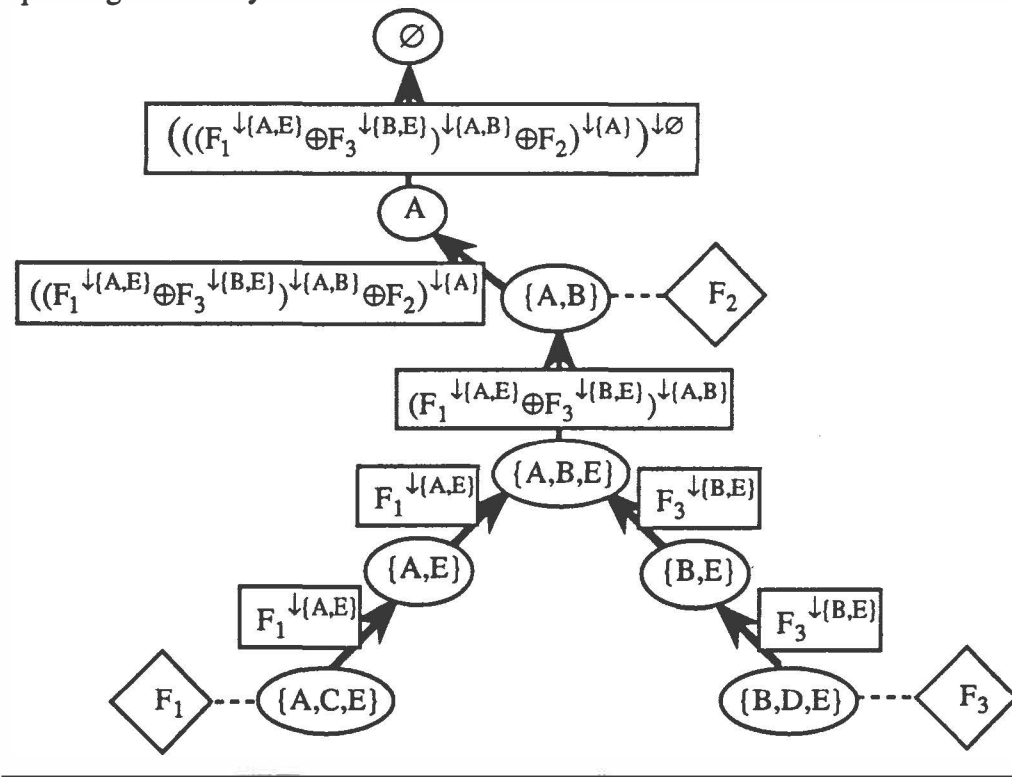 ∅
(((F₁↓{A,E}⊕F₃↓{B,E})↓{A,B}⊕F₂)↓{A})↓∅
A
((F₁↓{A,E}⊕F₃↓{B,E})↓{A,B}⊕F₂)↓{A}
{A,B}
F₂
(F₁↓{A,E}⊕F₃↓{B,E})↓{A,B}
{A,B,E}
F₁↓{A,E}
F₃↓{B,E}
{A,E}
{B,E}
F₁↓{A,E}
F₃↓{B,E}
F₁
{A,C,E}
{B,D,E}
F₃